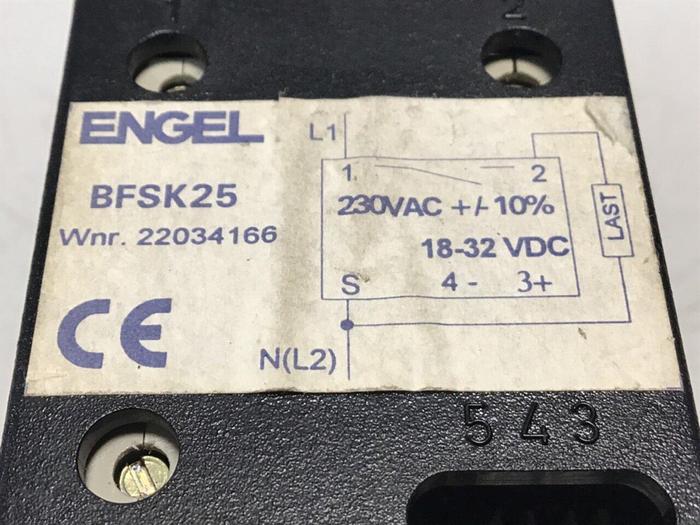 1 2
ENGEL
BFSK25
Wnr. 22034166
CE
L1
1. 2
230VAC +/- 10%
18-32 VDC
S 4 - 3+
LAST
N(L2)
5 4 3